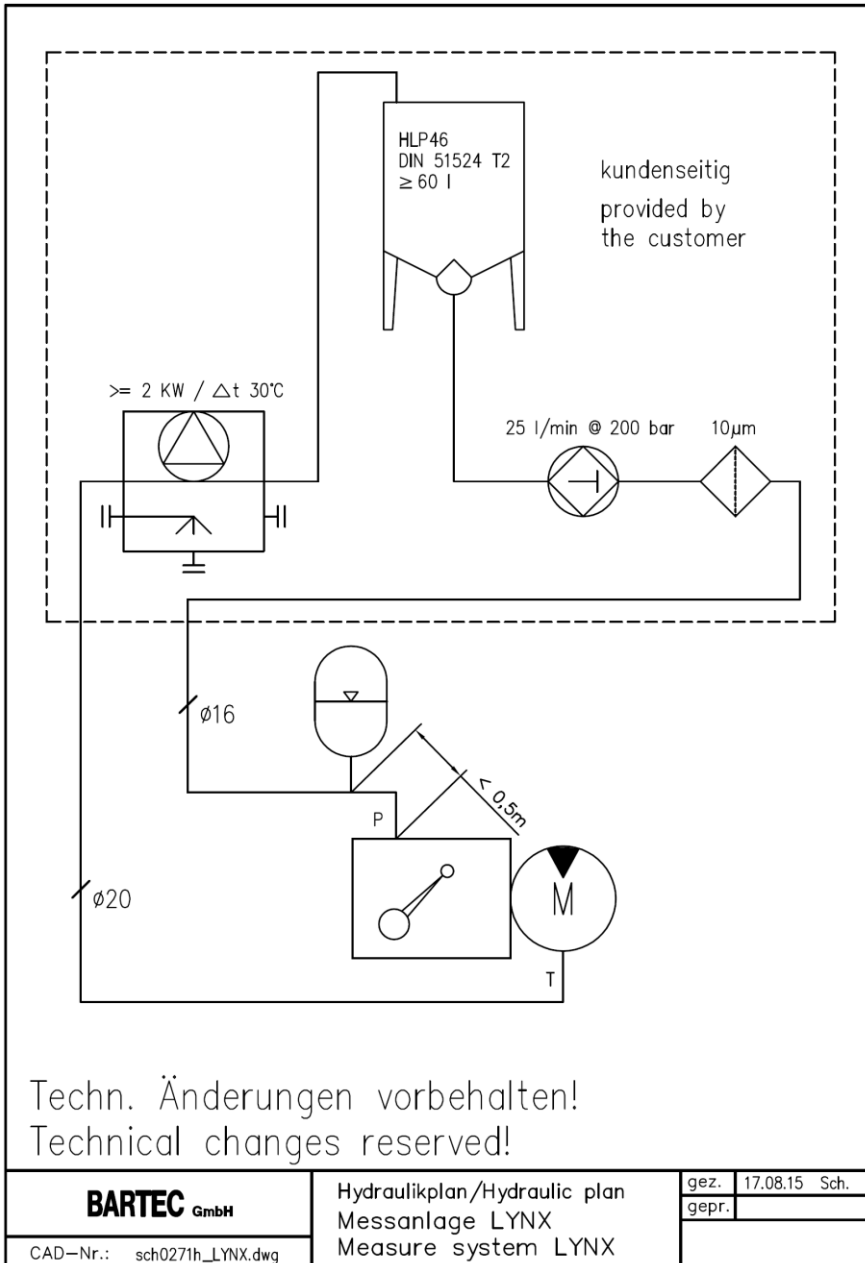 HLP46
DIN 51524 T2
≥ 60 l
kundenseitig
provided by
the customer
>= 2 KW / △t 30°C
25 l/min @ 200 bar
10µm
ø16
< 0,5m
P
ø20
M
T
Techn. Änderungen vorbehalten!
Technical changes reserved!
BARTEC GmbH
CAD-Nr.: sch0271h_LYNX.dwg
Hydraulikplan/Hydraulic plan
Messanlage LYNX
Measure system LYNX
gez. 17.08.15 Sch.
gepr.